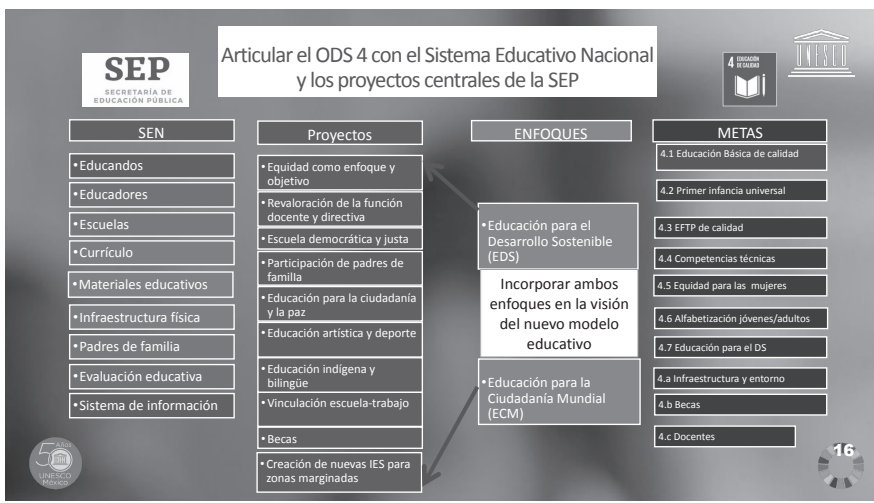 Articular el ODS 4 con el Sistema Educativo Nacional
y los proyectos centrales de la SEP
SEP
SECRETARÍA DE
EDUCACIÓN PÚBLICA
4 EDUCACIÓN
DE CALIDAD
UNESCO
SEN
•Educandos
•Educadores
•Escuelas
•Currículo
•Materiales educativos
•Infraestructura física
•Padres de familia
•Evaluación educativa
•Sistema de información
Proyectos
•Equidad como enfoque y
objetivo
•Revaloración de la función
docente y directiva
•Escuela democrática y justa
•Participación de padres de
familla
•Educación para la ciudadanía
y la paz
•Educación artística y deporte
•Educación indígena y
bilingüe
•Vinculación escuela-trabajo
•Becas
•Creación de nuevas IES para
zonas marginadas
ENFOQUES
•Educación para el
Desarrollo Sostenible
(EDS)
Incorporar ambos
enfoques en la visión
del nuevo modelo
educativo
•Educación para la
Ciudadanía Mundial
(ECM)
METAS
4.1 Educación Básica de calidad
4.2 Primer infancia universal
4.3 EFTP de calidad
4.4 Competencias técnicas
4.5 Equidad para las mujeres
4.6 Alfabetización jóvenes/adultos
4.7 Educación para el DS
4.a Infraestructura y entorno
4.b Becas
4.c Docentes
50 Años
UNESCO
México
16